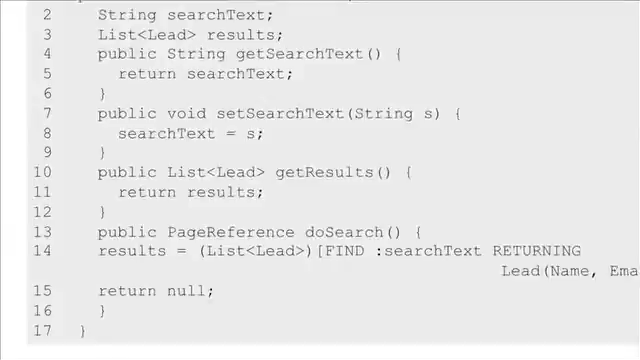 2 String searchText;
3 List<Lead> results;
4 public String getSearchText() {
5 return searchText;
6 }
7 public void setSearchText(String s) {
8 searchText = s;
9 }
10 public List<Lead> getResults() {
11 return results;
12 }
13 public PageReference doSearch() {
14 results = (List<Lead>)[FIND :searchText RETURNING
Lead(Name, Ema
15 return null;
16 }
17 }